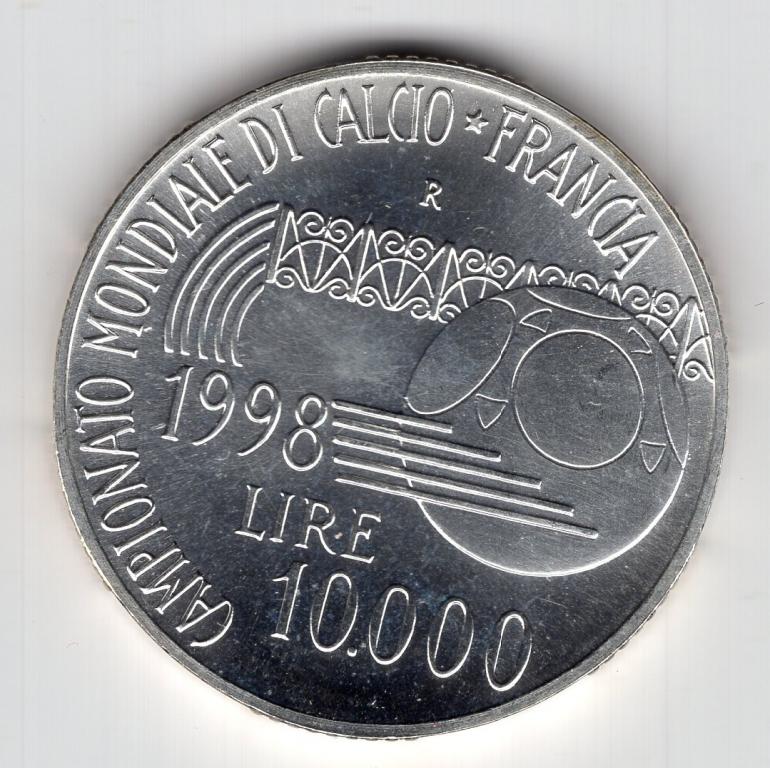 CAMPIONATO MONDIALE DI CALCIO ★ FRANCIA
R
1998
LIRE
10.000